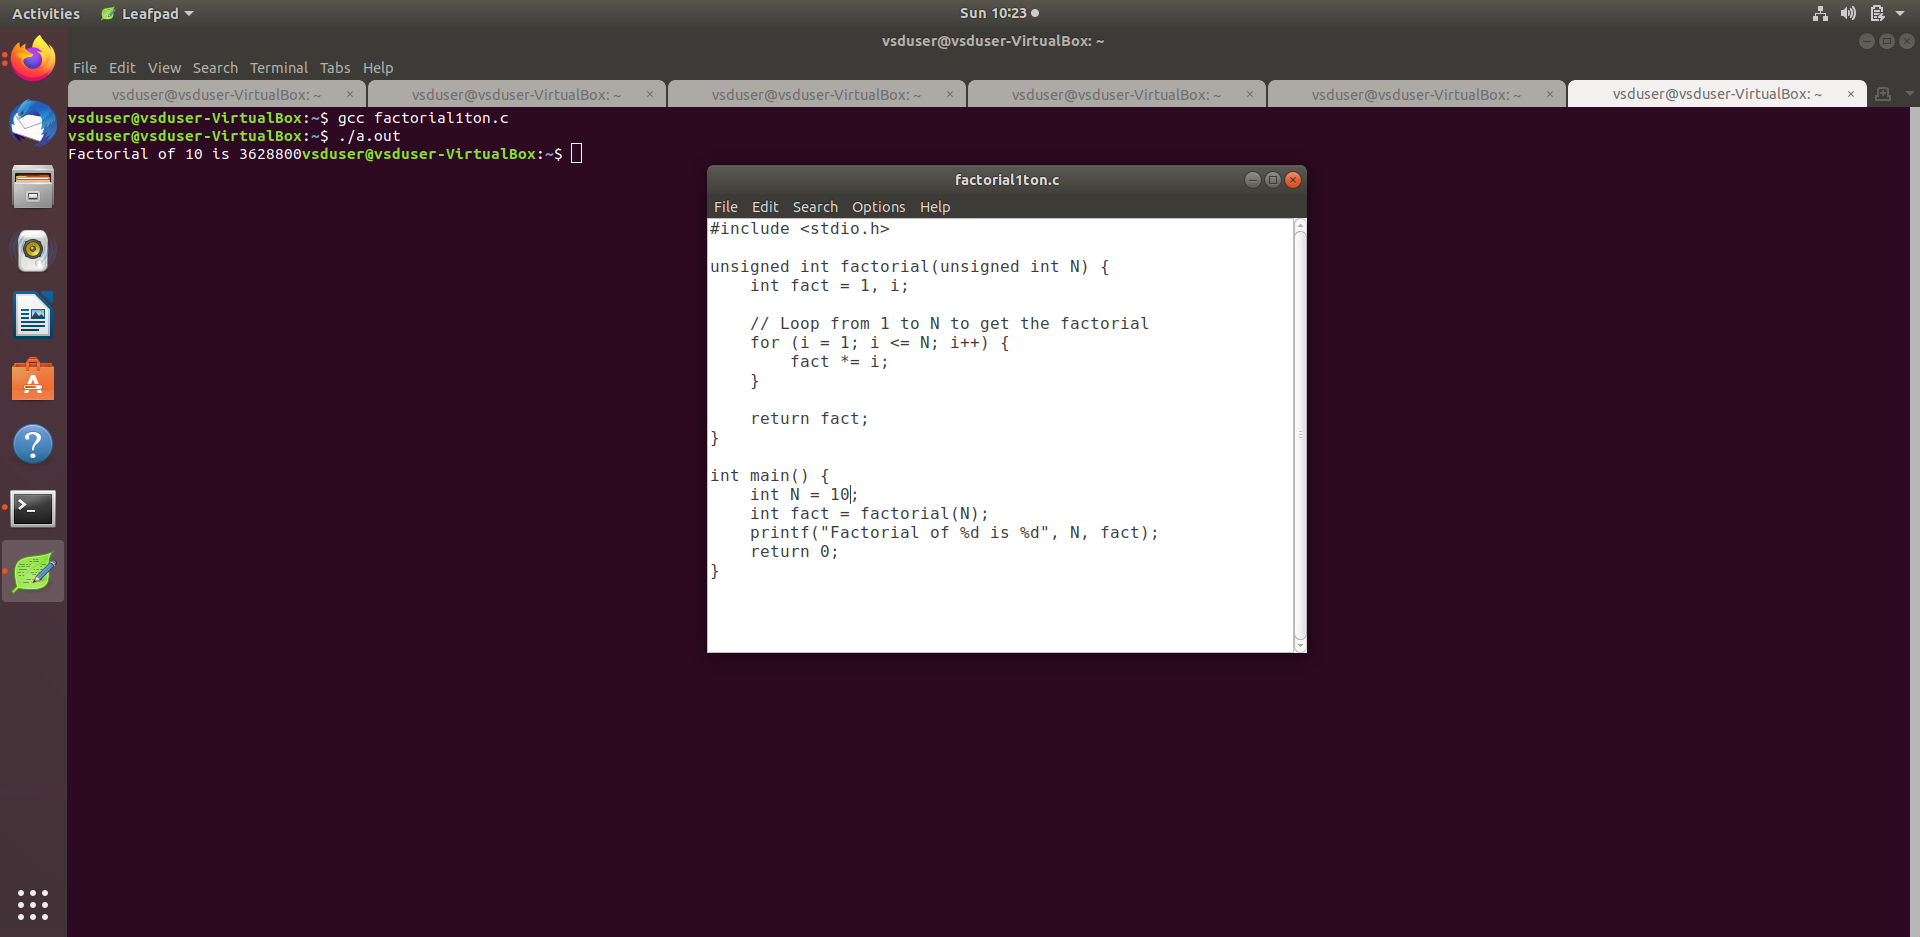 Activities Leafpad Sun 10:23
vsduser@vsduser-VirtualBox: ~
File Edit View Search Terminal Tabs Help
vsduser@vsduser-VirtualBox: ~ × vsduser@vsduser-VirtualBox: ~ × vsduser@vsduser-VirtualBox: ~ × vsduser@vsduser-VirtualBox: ~ × vsduser@vsduser-VirtualBox: ~ × vsduser@vsduser-VirtualBox: ~ ×
vsduser@vsduser-VirtualBox:~$ gcc factorial1ton.c
vsduser@vsduser-VirtualBox:~$ ./a.out
Factorial of 10 is 3628800vsduser@vsduser-VirtualBox:~$
factorial1ton.c
File Edit Search Options Help
#include <stdio.h>
unsigned int factorial(unsigned int N) {
    int fact = 1, i;
    // Loop from 1 to N to get the factorial
    for (i = 1; i <= N; i++) {
        fact *= i;
    }
    return fact;
}
int main() {
    int N = 10;
    int fact = factorial(N);
    printf("Factorial of %d is %d", N, fact);
    return 0;
}